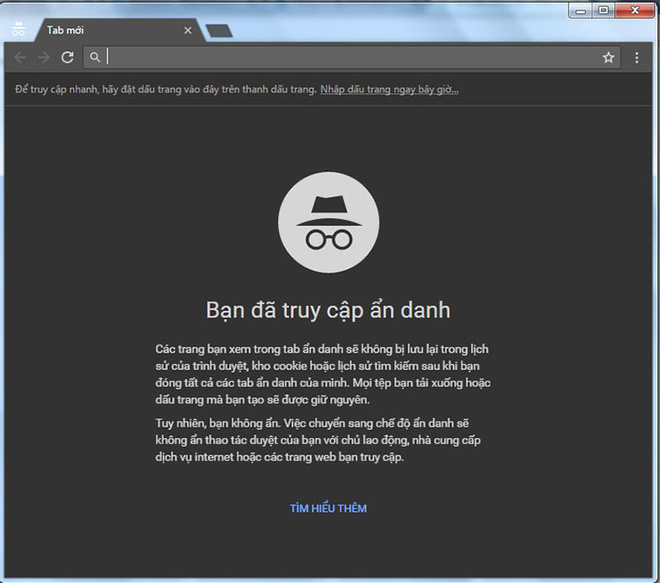 Tab mới
Để truy cập nhanh, hãy đặt dấu trang vào đây trên thanh dấu trang. Nhập dấu trang ngay bây giờ...
Bạn đã truy cập ẩn danh
Các trang bạn xem trong tab ẩn danh sẽ không bị lưu lại trong lịch
sử của trình duyệt, kho cookie hoặc lịch sử tìm kiếm sau khi bạn
đóng tất cả các tab ẩn danh của mình. Mọi tệp bạn tải xuống hoặc
dấu trang mà bạn tạo sẽ được giữ nguyên.
Tuy nhiên, bạn không ẩn. Việc chuyển sang chế độ ẩn danh sẽ
không ẩn thao tác duyệt của bạn với chủ lao động, nhà cung cấp
dịch vụ internet hoặc các trang web bạn truy cập.
TÌM HIỂU THÊM